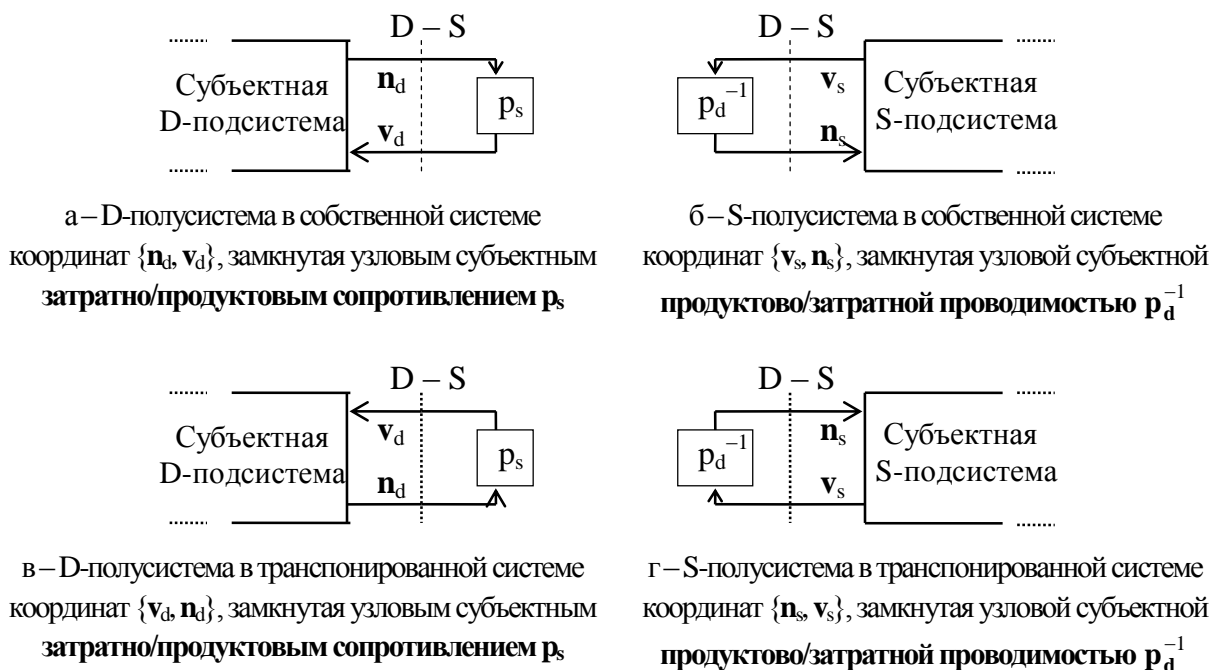 D – S
Субъектная
D-подсистема
n_d
v_d
p_s
D – S
p_d^{–1}
v_s
n_s
Субъектная
S-подсистема
а – D-полусистема в собственной системе
координат {n_d, v_d}, замкнутая узловым субъектным
затратно/продуктовым сопротивлением p_s
б – S-полусистема в собственной системе
координат {v_s, n_s}, замкнутая узловой субъектной
продуктово/затратной проводимостью p_d^{–1}
D – S
Субъектная
D-подсистема
v_d
n_d
p_s
D – S
p_d^{–1}
n_s
v_s
Субъектная
S-подсистема
в – D-полусистема в транспонированной системе
координат {v_d, n_d}, замкнутая узловым субъектным
затратно/продуктовым сопротивлением p_s
г – S-полусистема в транспонированной системе
координат {n_s, v_s}, замкнутая узловой субъектной
продуктово/затратной проводимостью p_d^{–1}